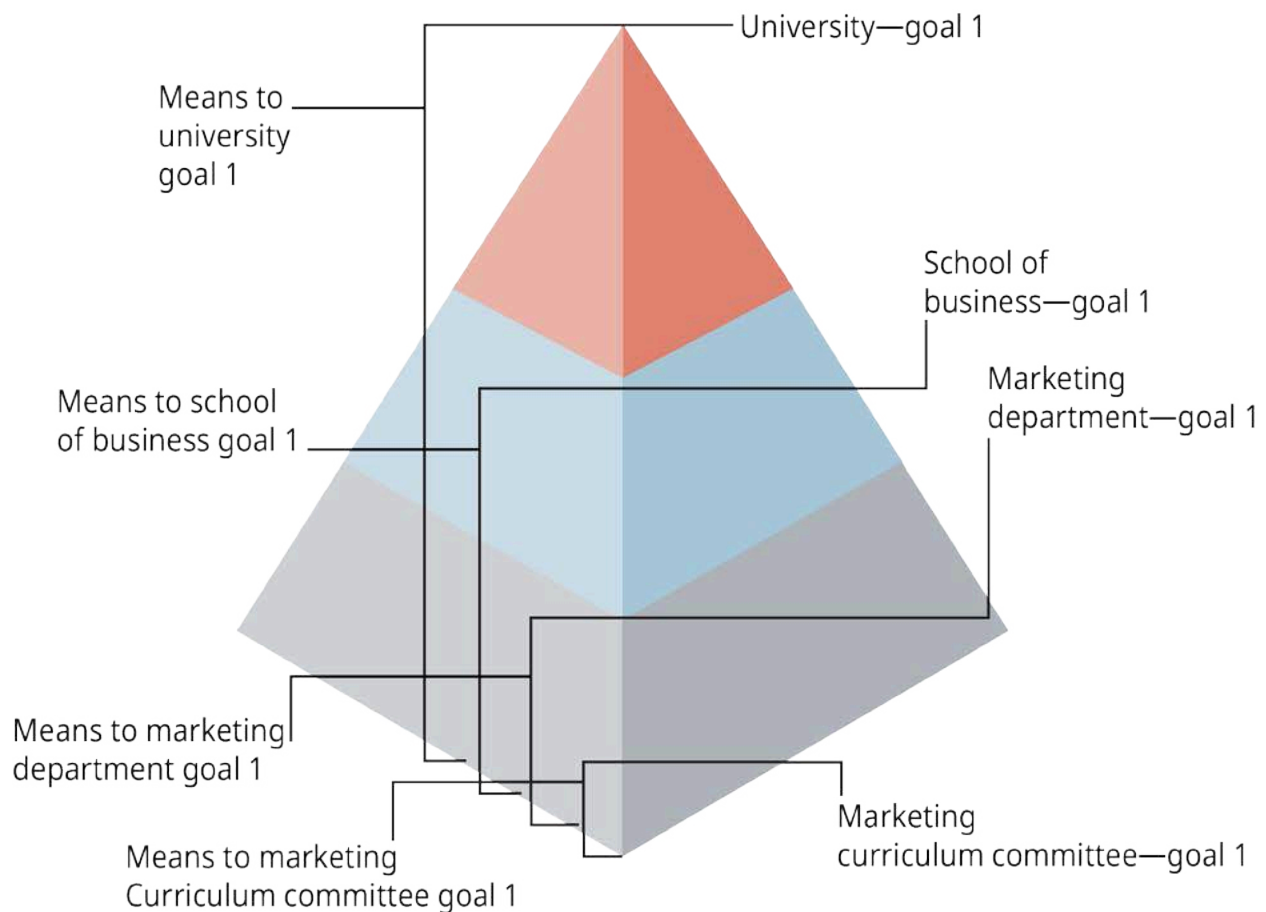 University—goal 1
Means to
university
goal 1
School of
business—goal 1
Marketing
department—goal 1
Means to school
of business goal 1
Means to marketing
department goal 1
Marketing
curriculum committee—goal 1
Means to marketing
Curriculum committee goal 1